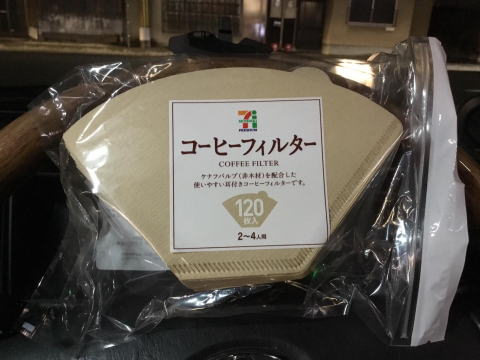 SEVEN&i
PREMIUM
コーヒーフィルター
COFFEE FILTER
ケナフパルプ（非木材）を配合した
使いやすい耳付きコーヒーフィルターです。
120
枚入
2〜4人用